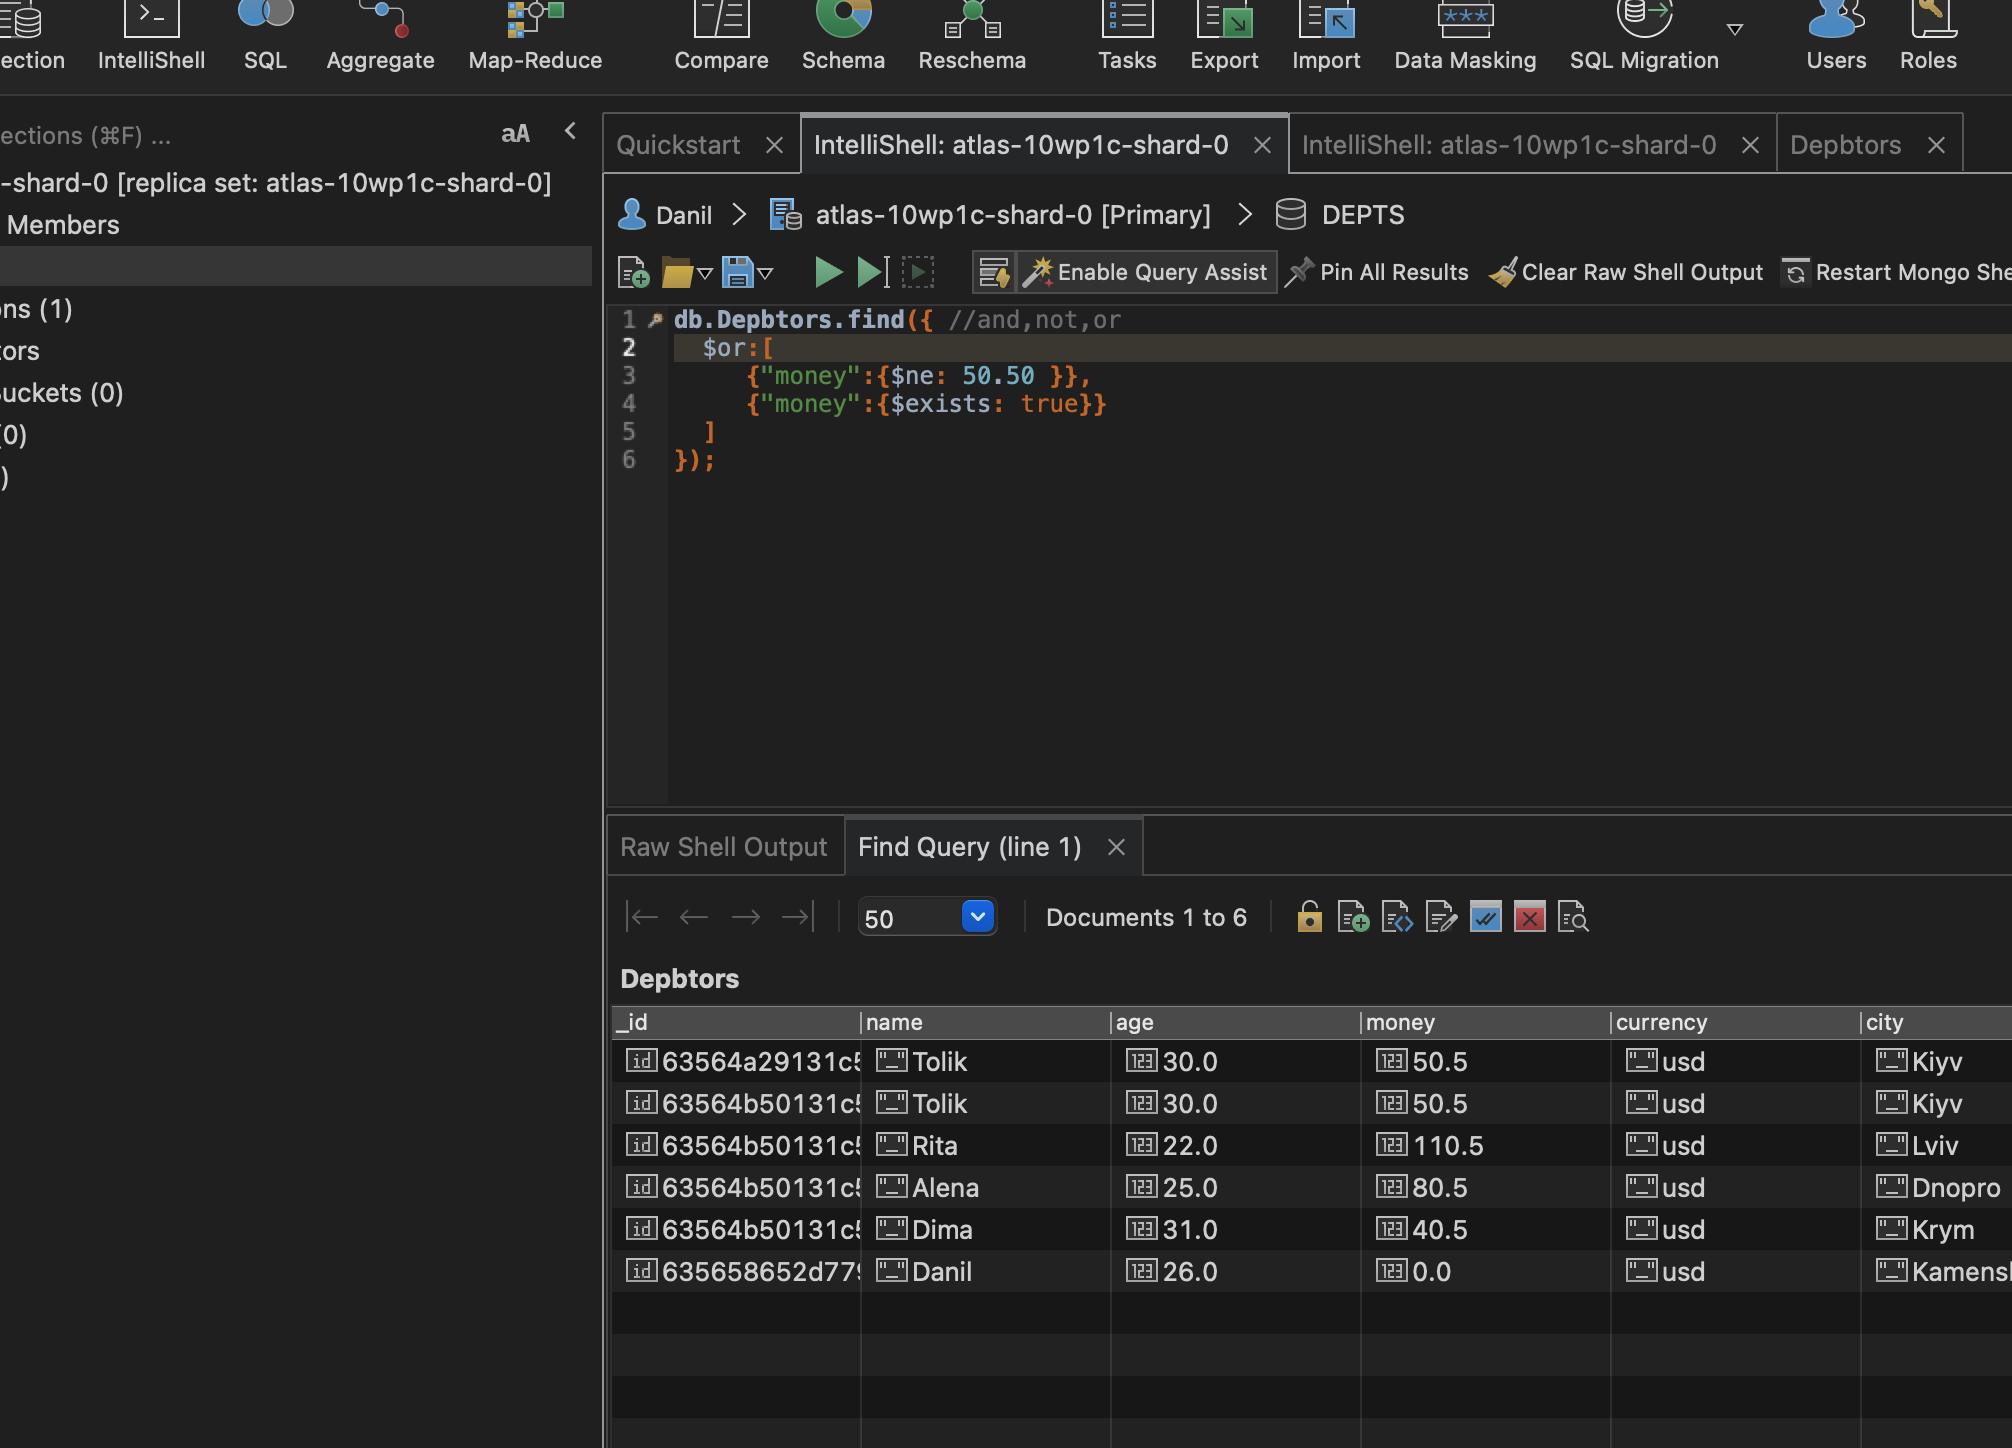 ection IntelliShell SQL Aggregate Map-Reduce Compare Schema Reschema Tasks Export Import Data Masking SQL Migration Users Roles
ections (⌘F) ... aA
-shard-0 [replica set: atlas-10wp1c-shard-0]
Members
ns (1)
tors
Buckets (0)
(0)
)
Quickstart IntelliShell: atlas-10wp1c-shard-0 IntelliShell: atlas-10wp1c-shard-0 Depbtors
Danil > atlas-10wp1c-shard-0 [Primary] > DEPTS
Enable Query Assist Pin All Results Clear Raw Shell Output Restart Mongo She
1 db.Depbtors.find({ //and,not,or
2 $or:[
3 {"money":{$ne: 50.50 }},
4 {"money":{$exists: true}}
5 ]
6 });
Raw Shell Output Find Query (line 1)
50 Documents 1 to 6
Depbtors
_id name age money currency city
63564a29131c5 Tolik 30.0 50.5 usd Kiyv
63564b50131c5 Tolik 30.0 50.5 usd Kiyv
63564b50131c5 Rita 22.0 110.5 usd Lviv
63564b50131c5 Alena 25.0 80.5 usd Dnopro
63564b50131c5 Dima 31.0 40.5 usd Krym
635658652d779 Danil 26.0 0.0 usd Kamensk